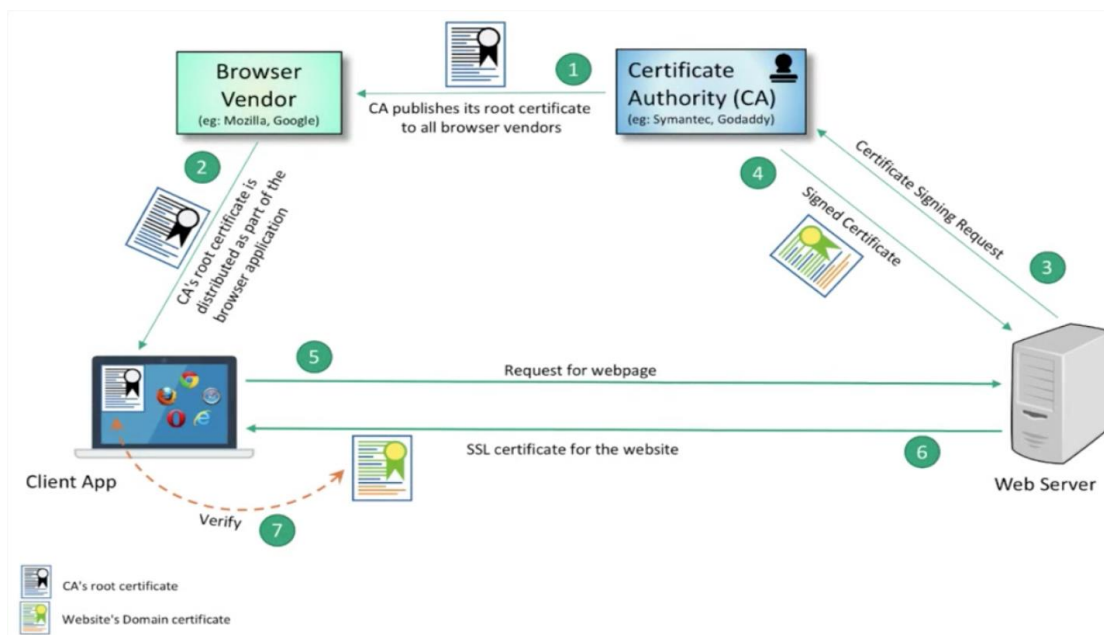 Browser
Vendor
(eg: Mozilla, Google)
1
CA publishes its root certificate
to all browser vendors
Certificate
Authority (CA)
(eg: Symantec, Godaddy)
2
CA's root certificate is
distributed as part of the
browser application
4
Signed Certificate
Certificate Signing Request
3
5
Request for webpage
SSL certificate for the website
6
Client App
Verify
7
Web Server
CA's root certificate
Website's Domain certificate